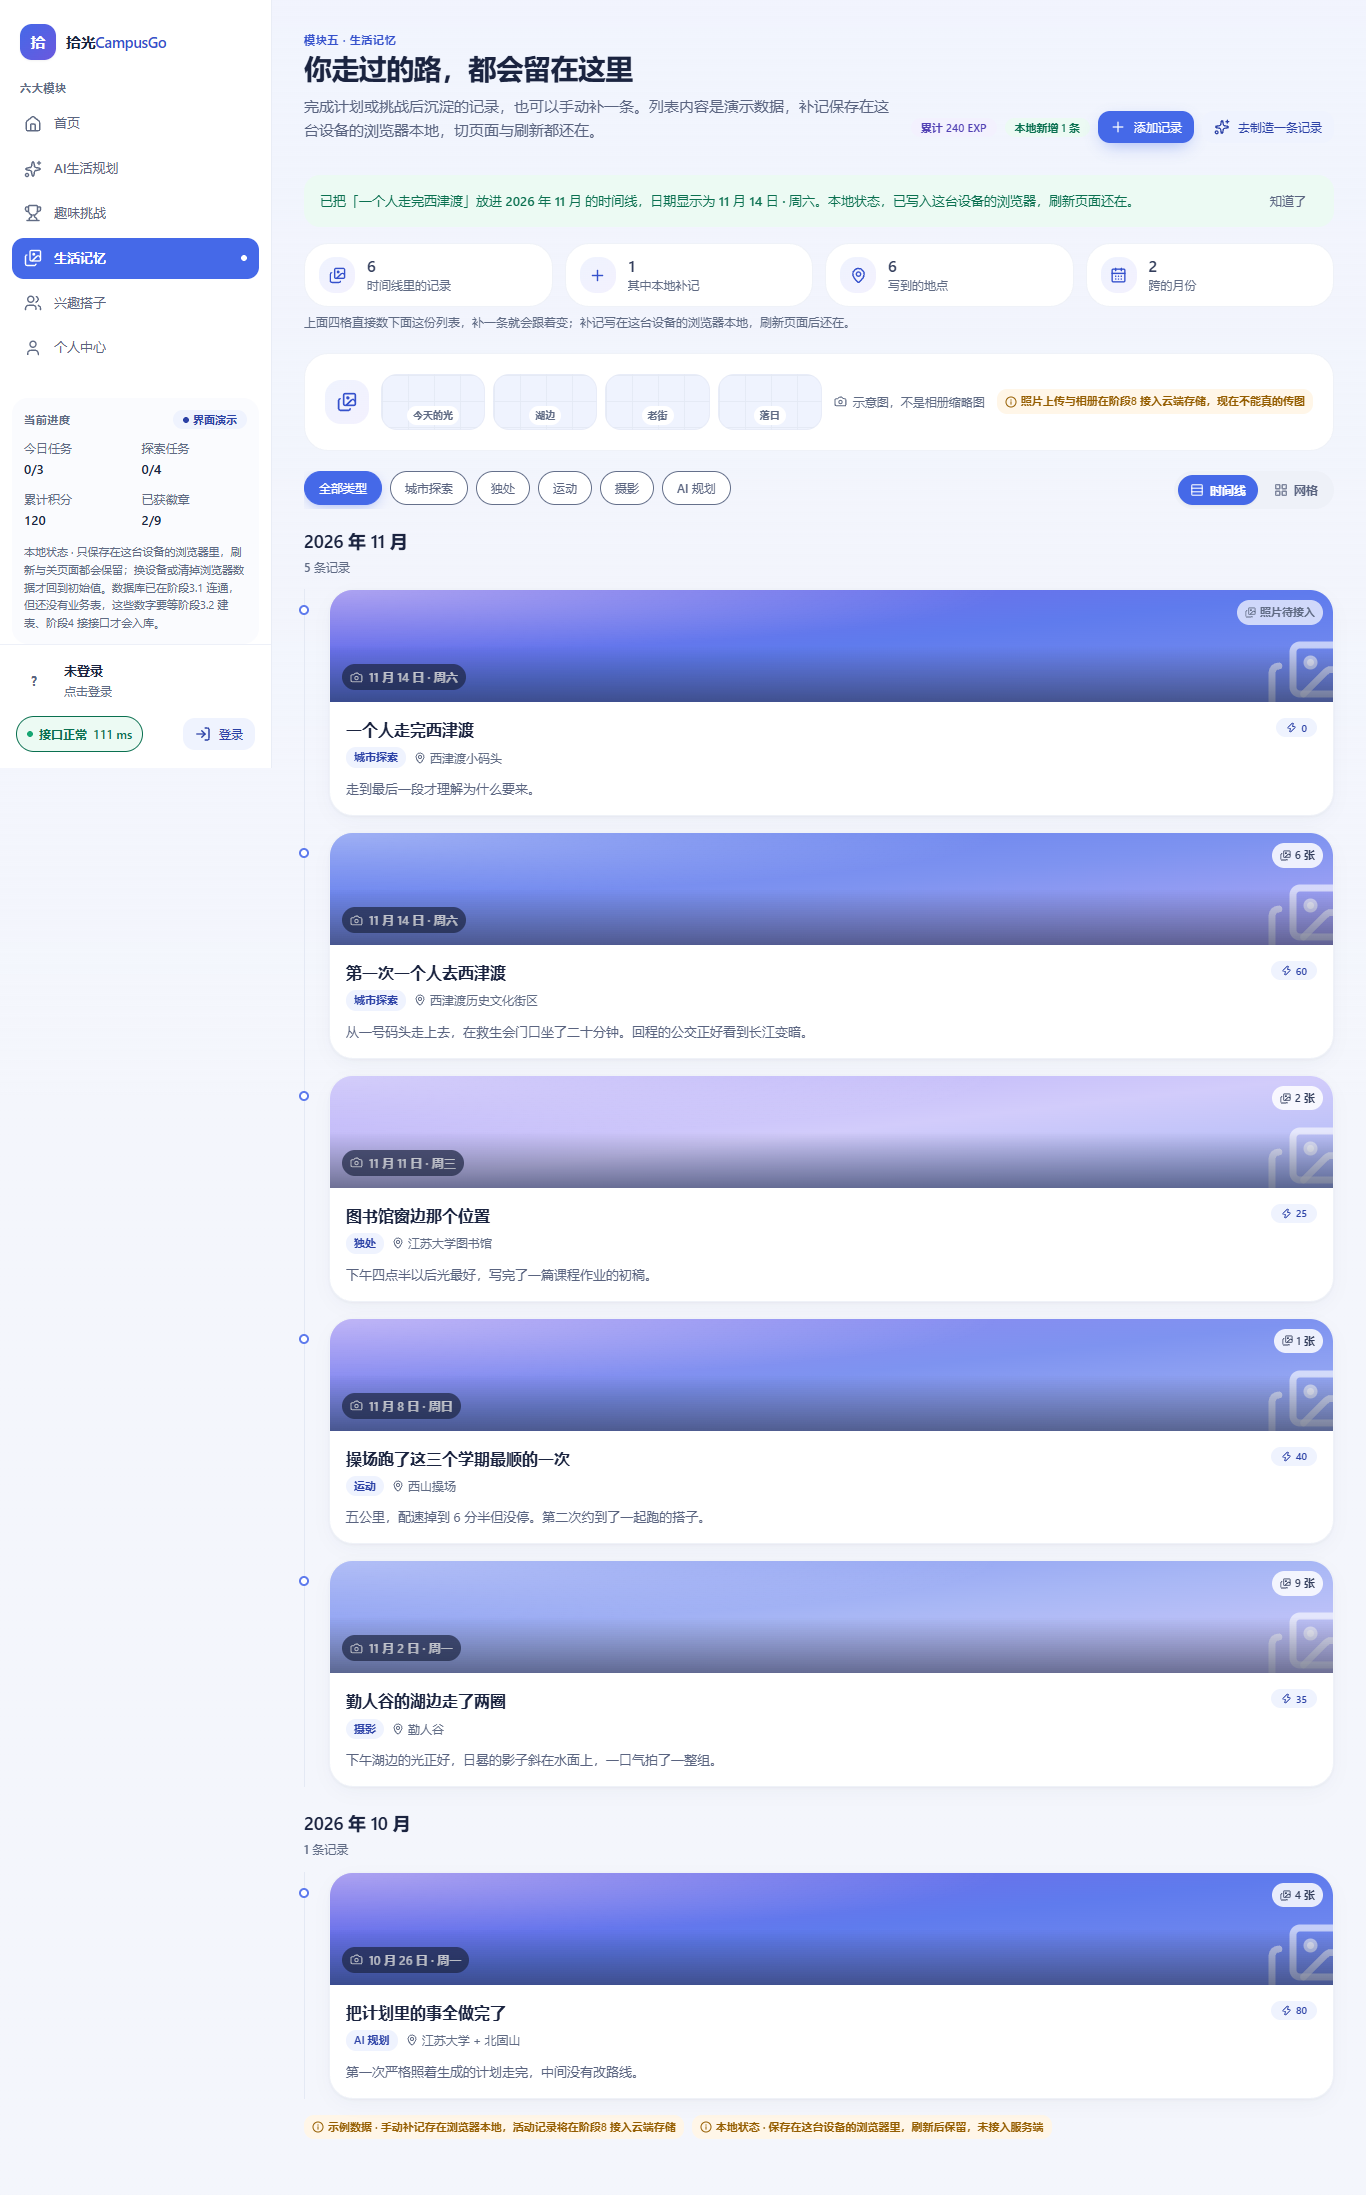 拾 拾光CampusGo
六大模块
首页
AI生活规划
趣味挑战
生活记忆
兴趣搭子
个人中心
当前进度 界面演示
今日任务 探索任务
0/3 0/4
累计积分 已获徽章
120 2/9
本地状态 · 只保存在这台设备的浏览器里，刷
新与关页面都会保留；换设备或清掉浏览器数
据才回到初始值。数据库已在阶段3.1 连通，
但还没有业务表，这些数字要等阶段3.2 建
表、阶段4 接接口才会入库。
? 未登录
点击登录
接口正常 111 ms 登录
模块五 · 生活记忆
你走过的路，都会留在这里
完成计划或挑战后沉淀的记录，也可以手动补一条。列表内容是演示数据，补记保存在这
台设备的浏览器本地，切页面与刷新都还在。
累计 240 EXP 本地新增 1 条 添加记录 去制造一条记录
已把「一个人走完西津渡」放进 2026 年 11 月 的时间线，日期显示为 11 月 14 日 · 周六。本地状态，已写入这台设备的浏览器，刷新页面还在。 知道了
6 1 6 2
时间线里的记录 其中本地补记 写到的地点 跨的月份
上面四格直接数下面这份列表，补一条就会跟着变；补记写在这台设备的浏览器本地，刷新页面后还在。
今天的光 湖边 老街 落日 示意图，不是相册缩略图 照片上传与相册在阶段8 接入云端存储，现在不能真的传图
全部类型 城市探索 独处 运动 摄影 AI 规划 时间线 网格
2026 年 11 月
5 条记录
照片待接入
11 月 14 日 · 周六
一个人走完西津渡 0
城市探索 西津渡小码头
走到最后一段才理解为什么要来。
6 张
11 月 14 日 · 周六
第一次一个人去西津渡 60
城市探索 西津渡历史文化街区
从一号码头走上去，在救生会门口坐了二十分钟。回程的公交正好看到长江变暗。
2 张
11 月 11 日 · 周三
图书馆窗边那个位置 25
独处 江苏大学图书馆
下午四点半以后光最好，写完了一篇课程作业的初稿。
1 张
11 月 8 日 · 周日
操场跑了这三个学期最顺的一次 40
运动 西山操场
五公里，配速掉到 6 分半但没停。第二次约到了一起跑的搭子。
9 张
11 月 2 日 · 周一
勤人谷的湖边走了两圈 35
摄影 勤人谷
下午湖边的光正好，日晷的影子斜在水面上，一口气拍了一整组。
2026 年 10 月
1 条记录
4 张
10 月 26 日 · 周一
把计划里的事全做完了 80
AI 规划 江苏大学 + 北固山
第一次严格照着生成的计划走完，中间没有改路线。
示例数据 · 手动补记存在浏览器本地，活动记录将在阶段8 接入云端存储 本地状态 · 保存在这台设备的浏览器里，刷新后保留，未接入服务端